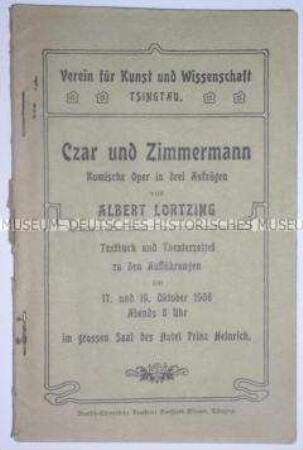 Verein für Kunst und Wissenschaft
TSINGTAU.
Czar und Zimmermann
Komische Oper in drei Aufzügen
von
ALBERT LORTZING
MUSEUM DEUTSCHES HISTORISCHES MUSEUM
Textbuch und Theaterzettel
zu den Aufführungen
am
17. und 19. Oktober 1908
Abends 8 Uhr
im grossen Saal des Hotel Prinz Heinrich.